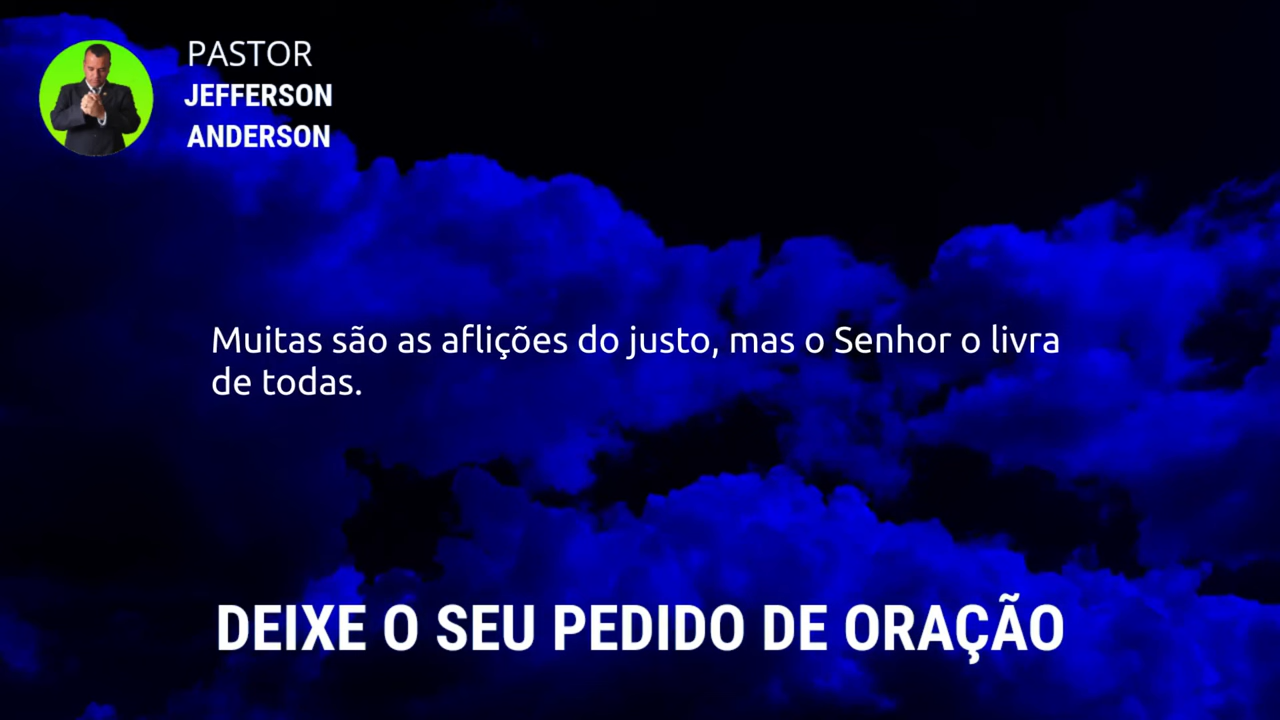 PASTOR
JEFFERSON
ANDERSON
Muitas são as aflições do justo, mas o Senhor o livra
de todas.
DEIXE O SEU PEDIDO DE ORAÇÃO